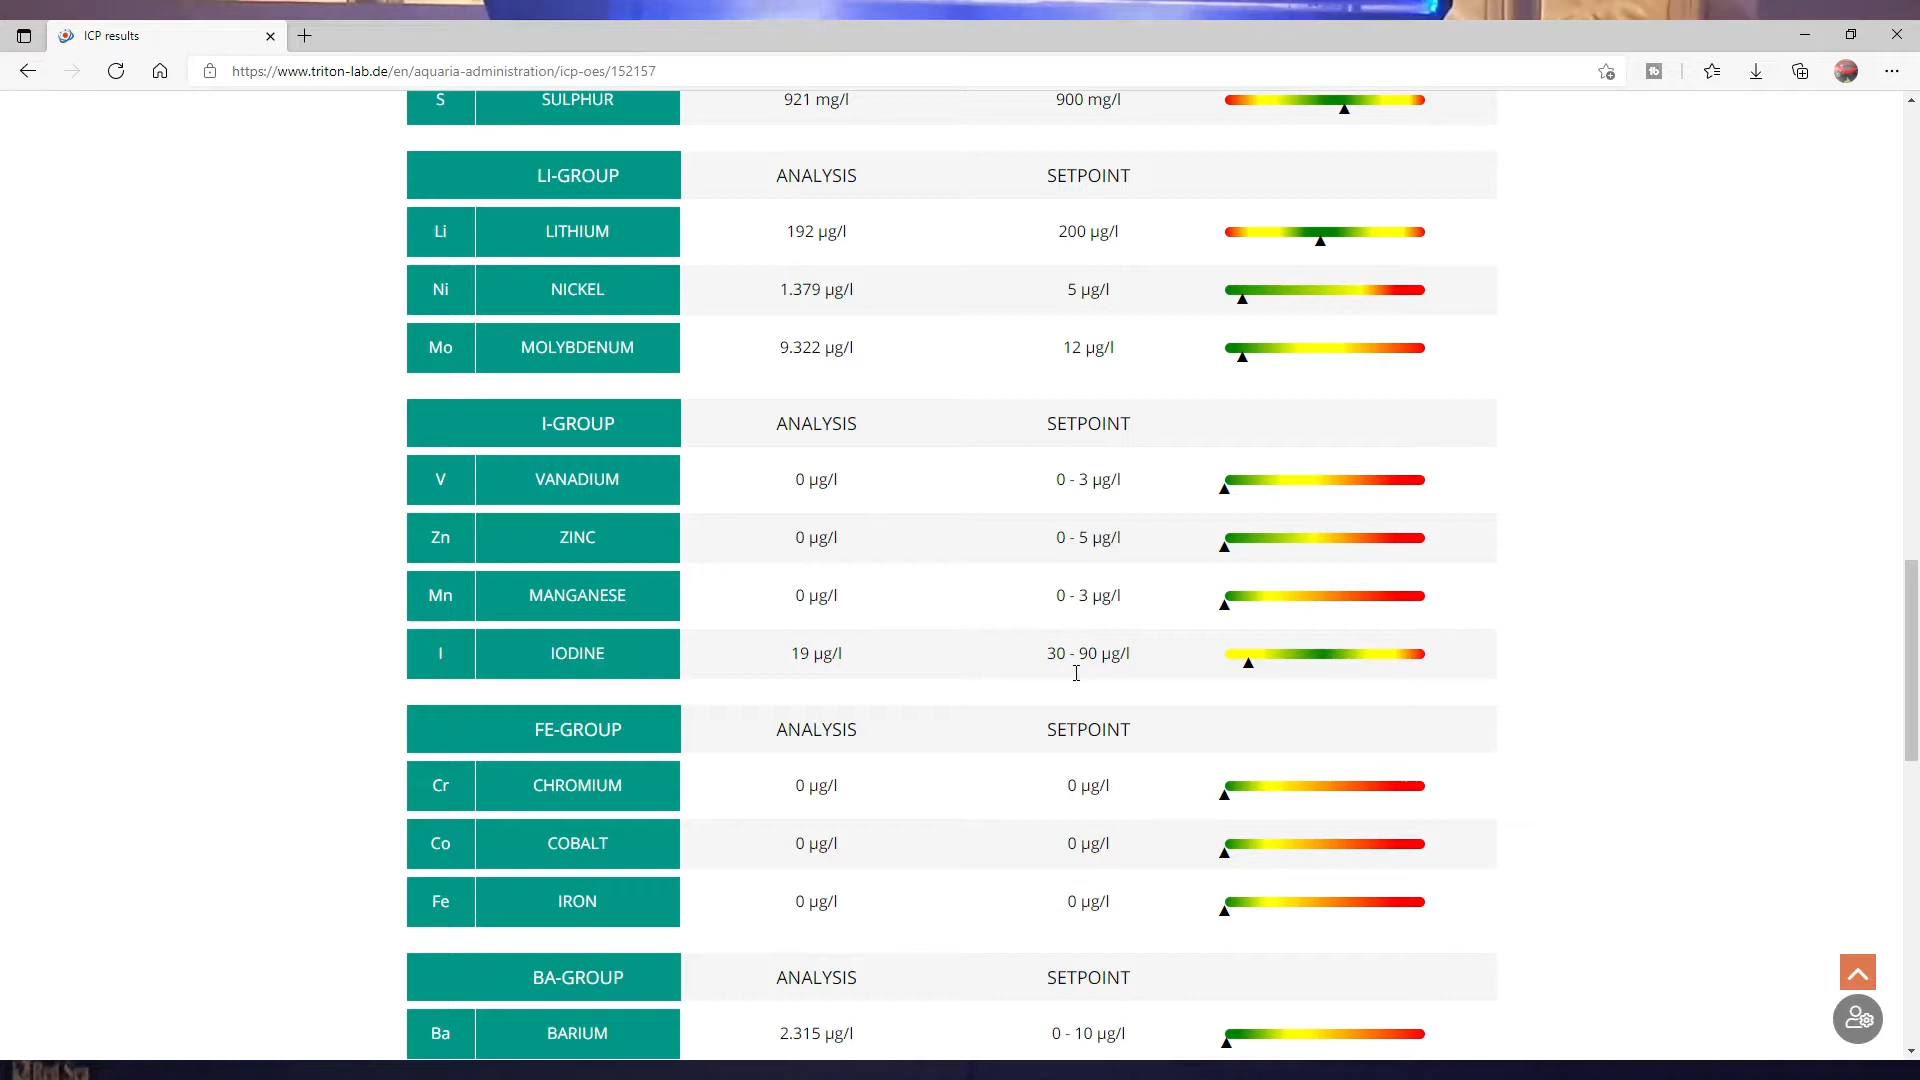 ICP results
https://www.triton-lab.de/en/aquaria-administration/icp-oes/152157
S SULPHUR 921 mg/l 900 mg/l
LI-GROUP ANALYSIS SETPOINT
Li LITHIUM 192 µg/l 200 µg/l
Ni NICKEL 1.379 µg/l 5 µg/l
Mo MOLYBDENUM 9.322 µg/l 12 µg/l
I-GROUP ANALYSIS SETPOINT
V VANADIUM 0 µg/l 0 - 3 µg/l
Zn ZINC 0 µg/l 0 - 5 µg/l
Mn MANGANESE 0 µg/l 0 - 3 µg/l
I IODINE 19 µg/l 30 - 90 µg/l
FE-GROUP ANALYSIS SETPOINT
Cr CHROMIUM 0 µg/l 0 µg/l
Co COBALT 0 µg/l 0 µg/l
Fe IRON 0 µg/l 0 µg/l
BA-GROUP ANALYSIS SETPOINT
Ba BARIUM 2.315 µg/l 0 - 10 µg/l
Red Sea